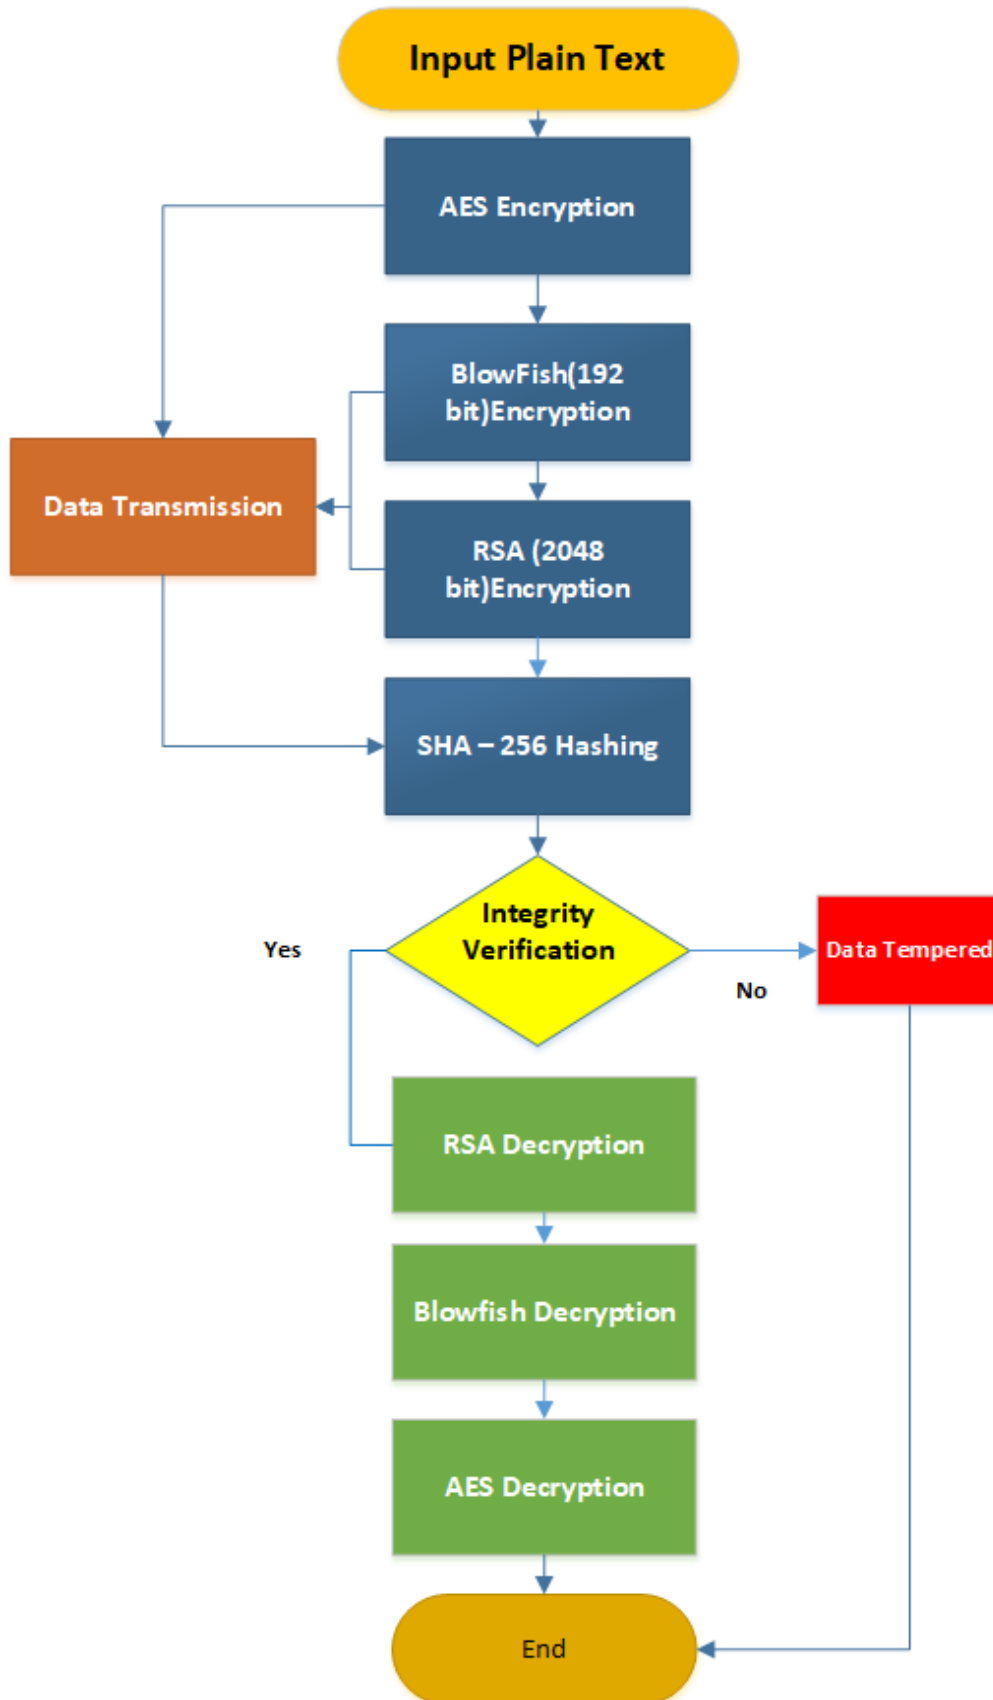 Input Plain Text
AES Encryption
BlowFish(192
bit)Encryption
Data Transmission
RSA (2048
bit)Encryption
SHA – 256 Hashing
Integrity
Verification
Yes
No
Data Tempered
RSA Decryption
Blowfish Decryption
AES Decryption
End